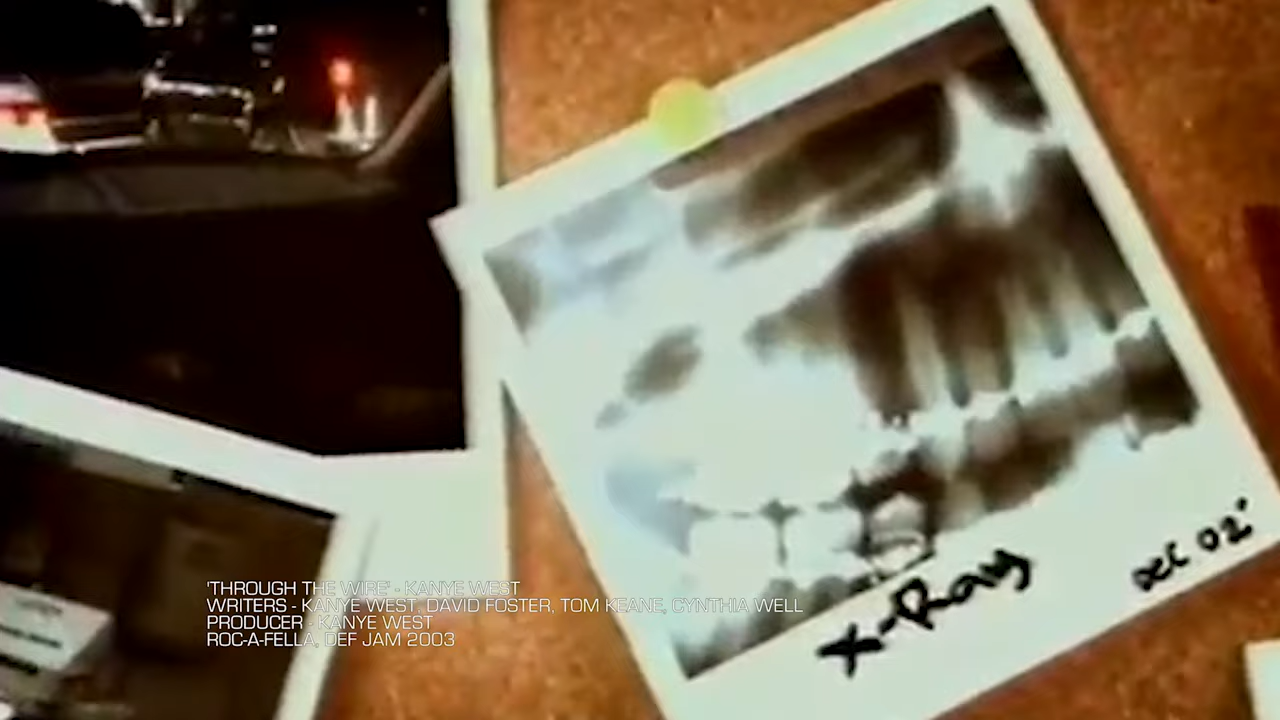 X-Ray
DEC 02'
'THROUGH THE WIRE' - KANYE WEST
WRITERS - KANYE WEST, DAVID FOSTER, TOM KEANE, CYNTHIA WELL
PRODUCER - KANYE WEST
ROC-A-FELLA, DEF JAM 2003